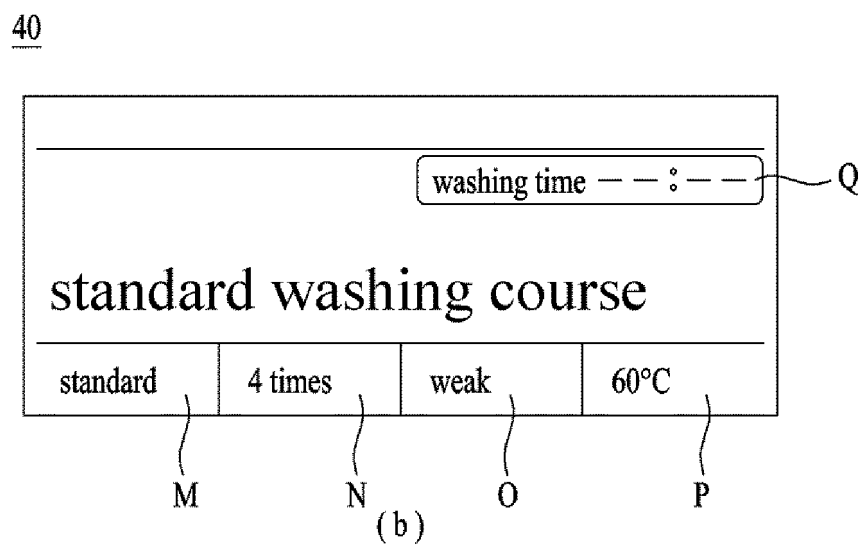 40
washing time – – : – – Q
standard washing course
standard 4 times weak 60°C
M N O P
(b)